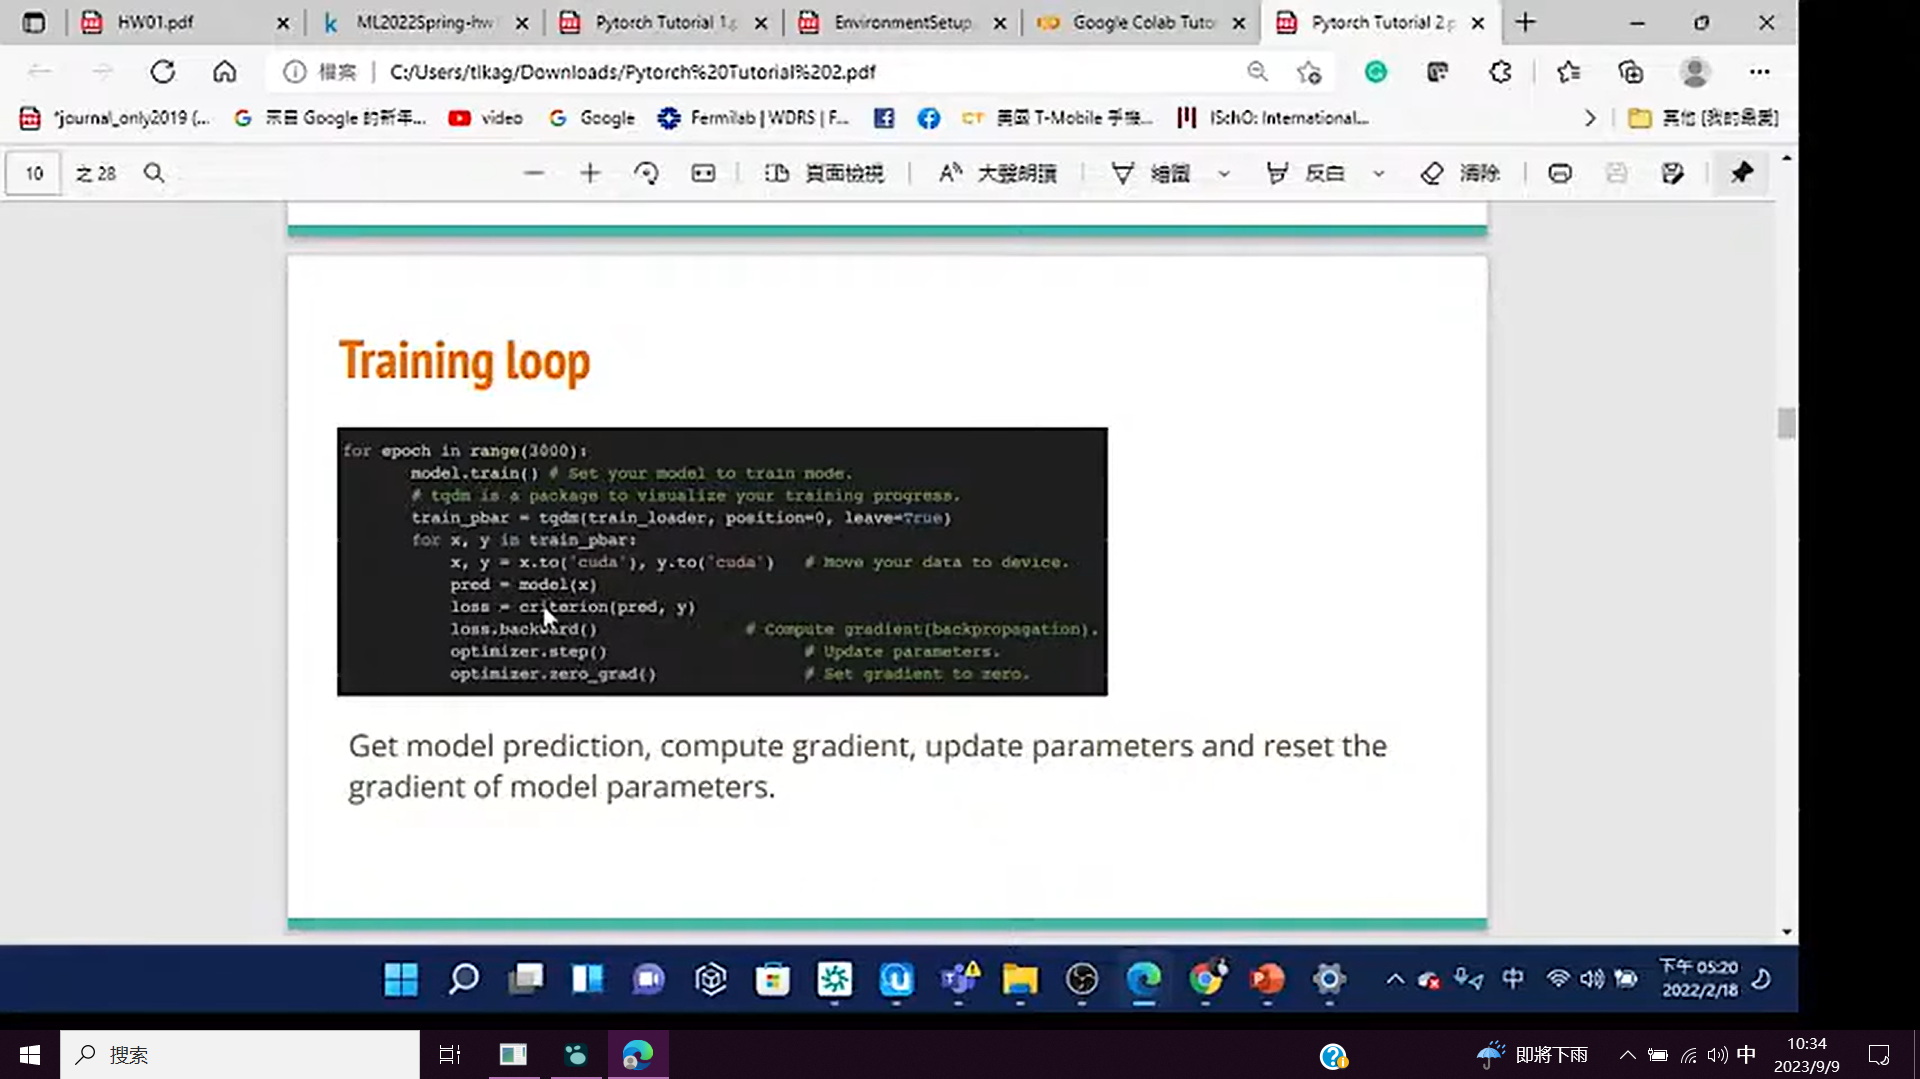 HW01.pdf
ML2022Spring-hw
Pytorch Tutorial 1.p
EnvironmentSetup.
Google Colab Tuto
Pytorch Tutorial 2.p
檔案 | C:/Users/tlkag/Downloads/Pytorch%20Tutorial%202.pdf
*journal_only2019 (...
來自 Google 的新年...
video
Google
Fermilab | WDRS | F...
美國 T-Mobile 手機...
ISchO: International...
其他 [我的最愛]
10 之 28
頁面檢視
大聲朗讀
繪圖
反白
清除
Training loop
for epoch in range(3000):
model.train() # Set your model to train mode.
# tqdm is a package to visualize your training progress.
train_pbar = tqdm(train_loader, position=0, leave=True)
for x, y in train_pbar:
x, y = x.to('cuda'), y.to('cuda') # Move your data to device.
pred = model(x)
loss = criterion(pred, y)
loss.backward() # Compute gradient(backpropagation).
optimizer.step() # Update parameters.
optimizer.zero_grad() # Set gradient to zero.
Get model prediction, compute gradient, update parameters and reset the
gradient of model parameters.
中
下午 05:20
2022/2/18
搜索
即將下雨
中
10:34
2023/9/9